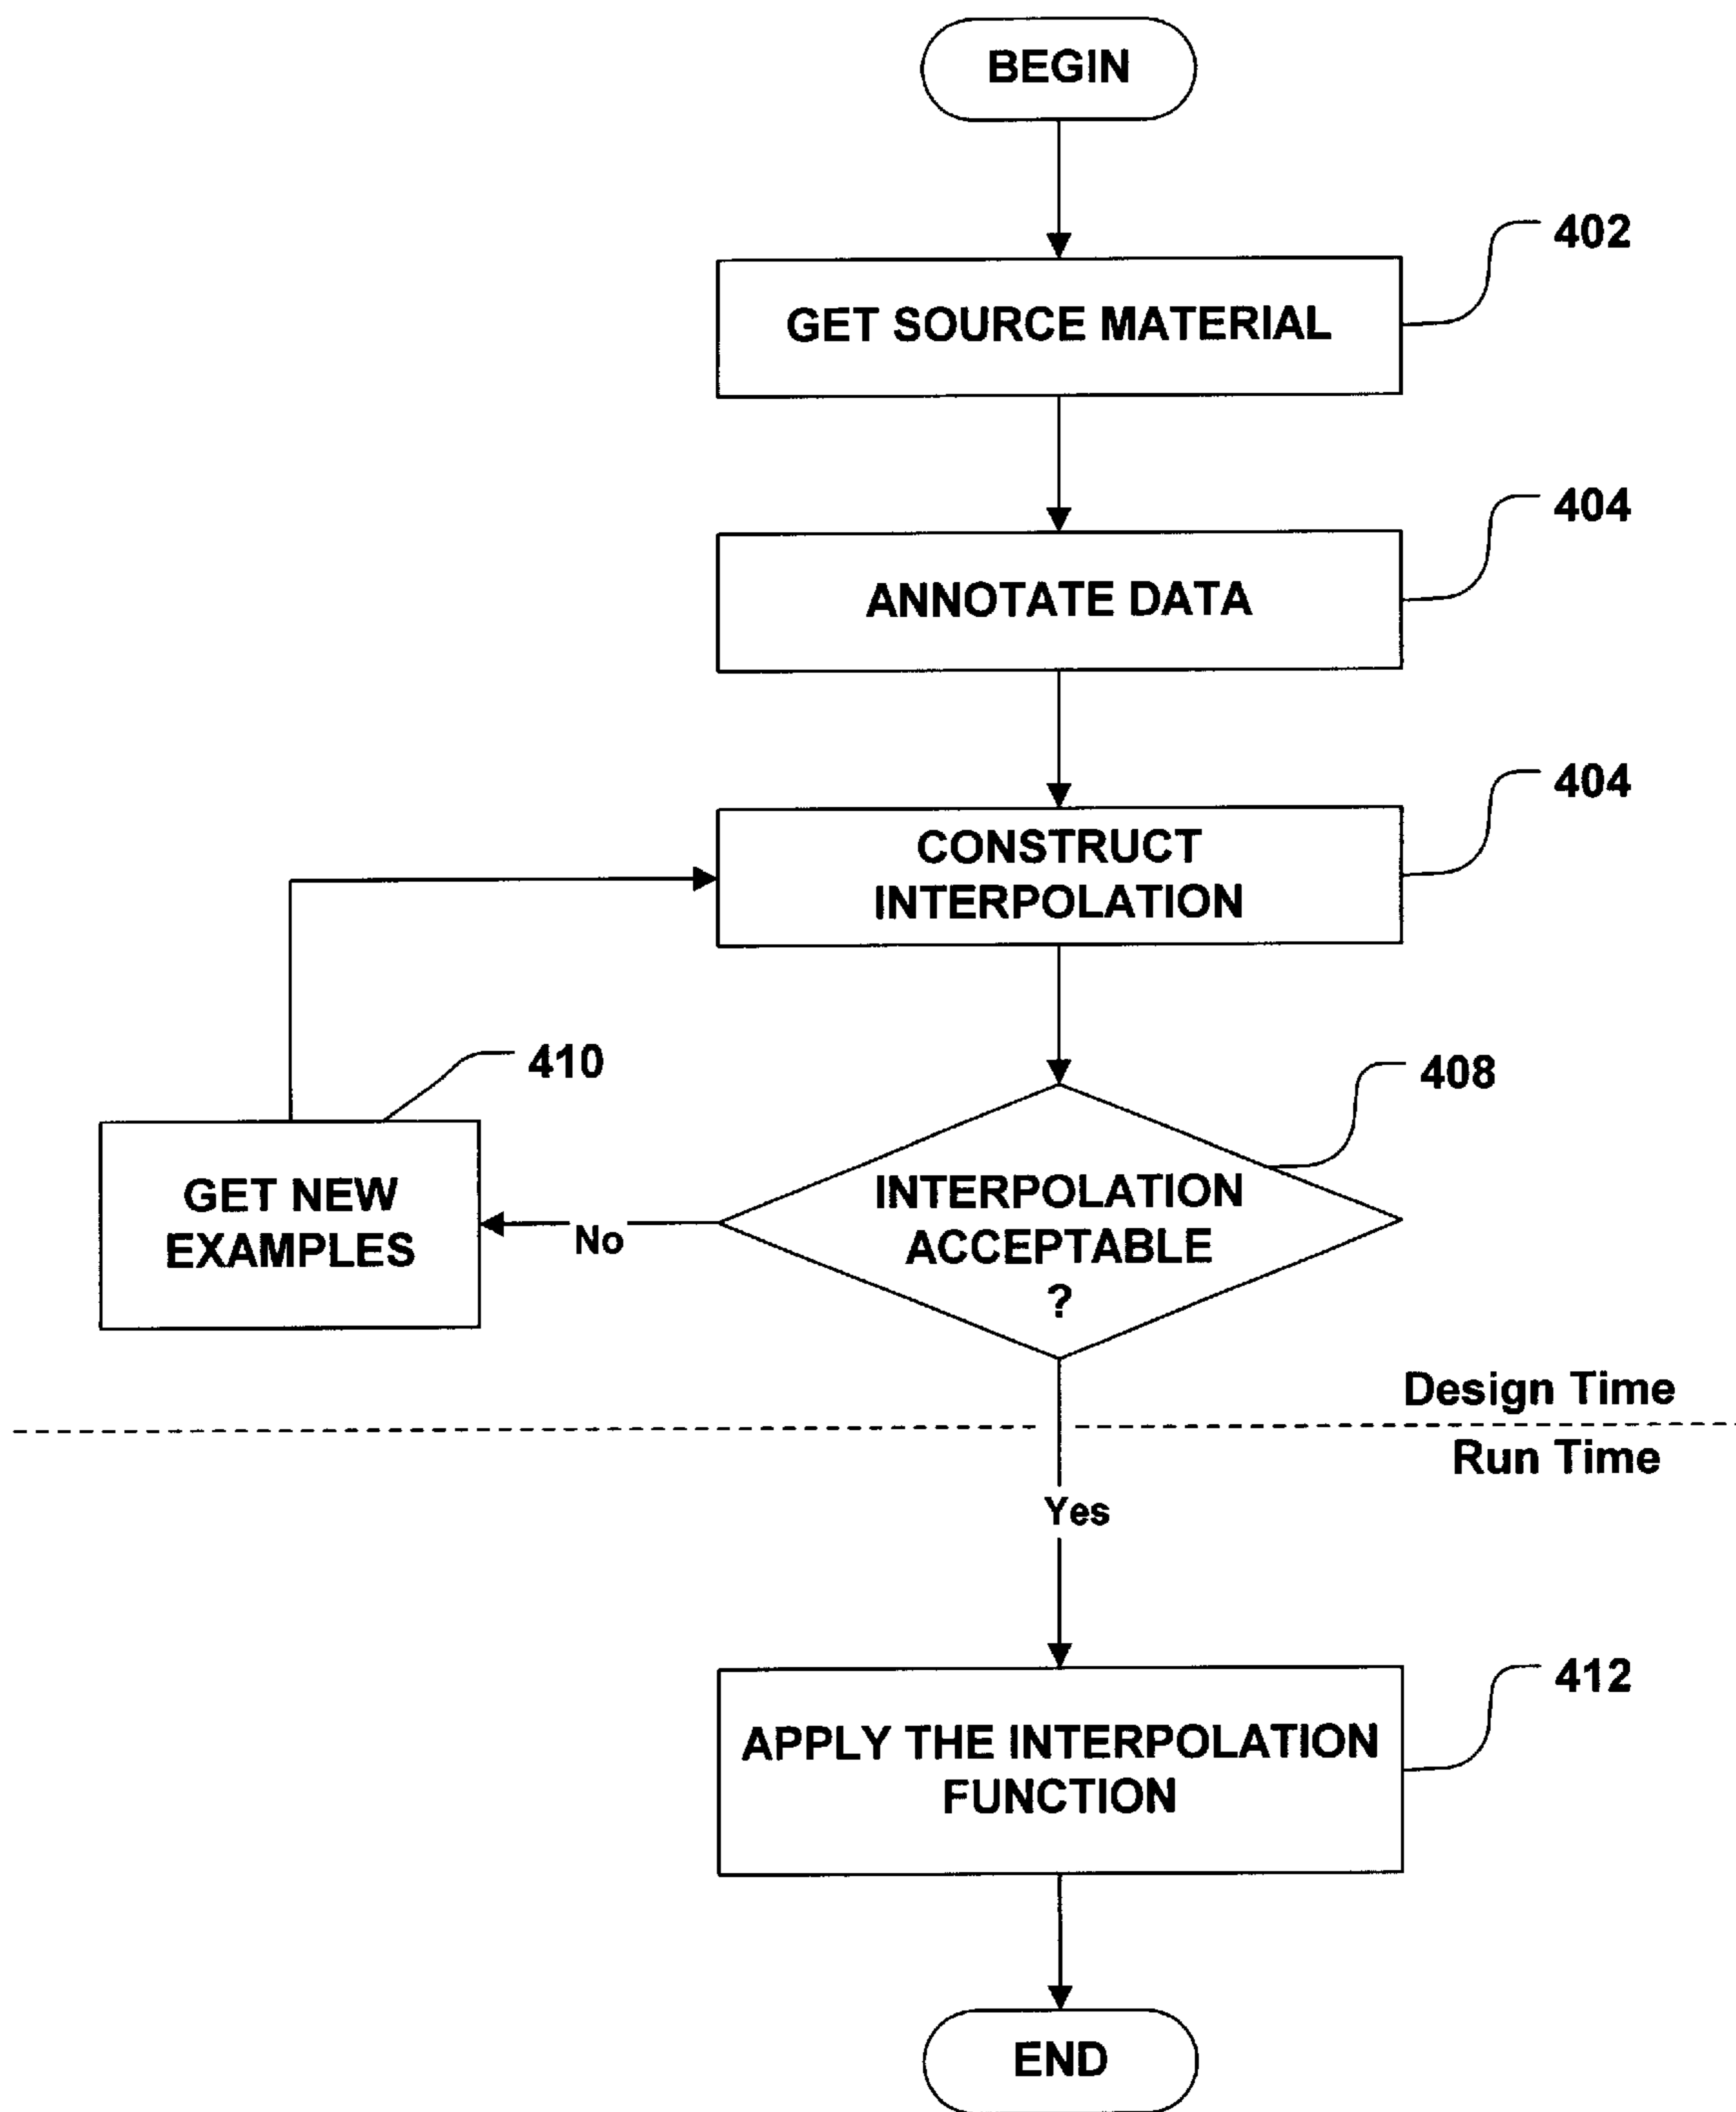 BEGIN
402
GET SOURCE MATERIAL
404
ANNOTATE DATA
404
CONSTRUCT
INTERPOLATION
410
408
GET NEW
EXAMPLES
No
INTERPOLATION
ACCEPTABLE
?
Design Time
Run Time
Yes
412
APPLY THE INTERPOLATION
FUNCTION
END